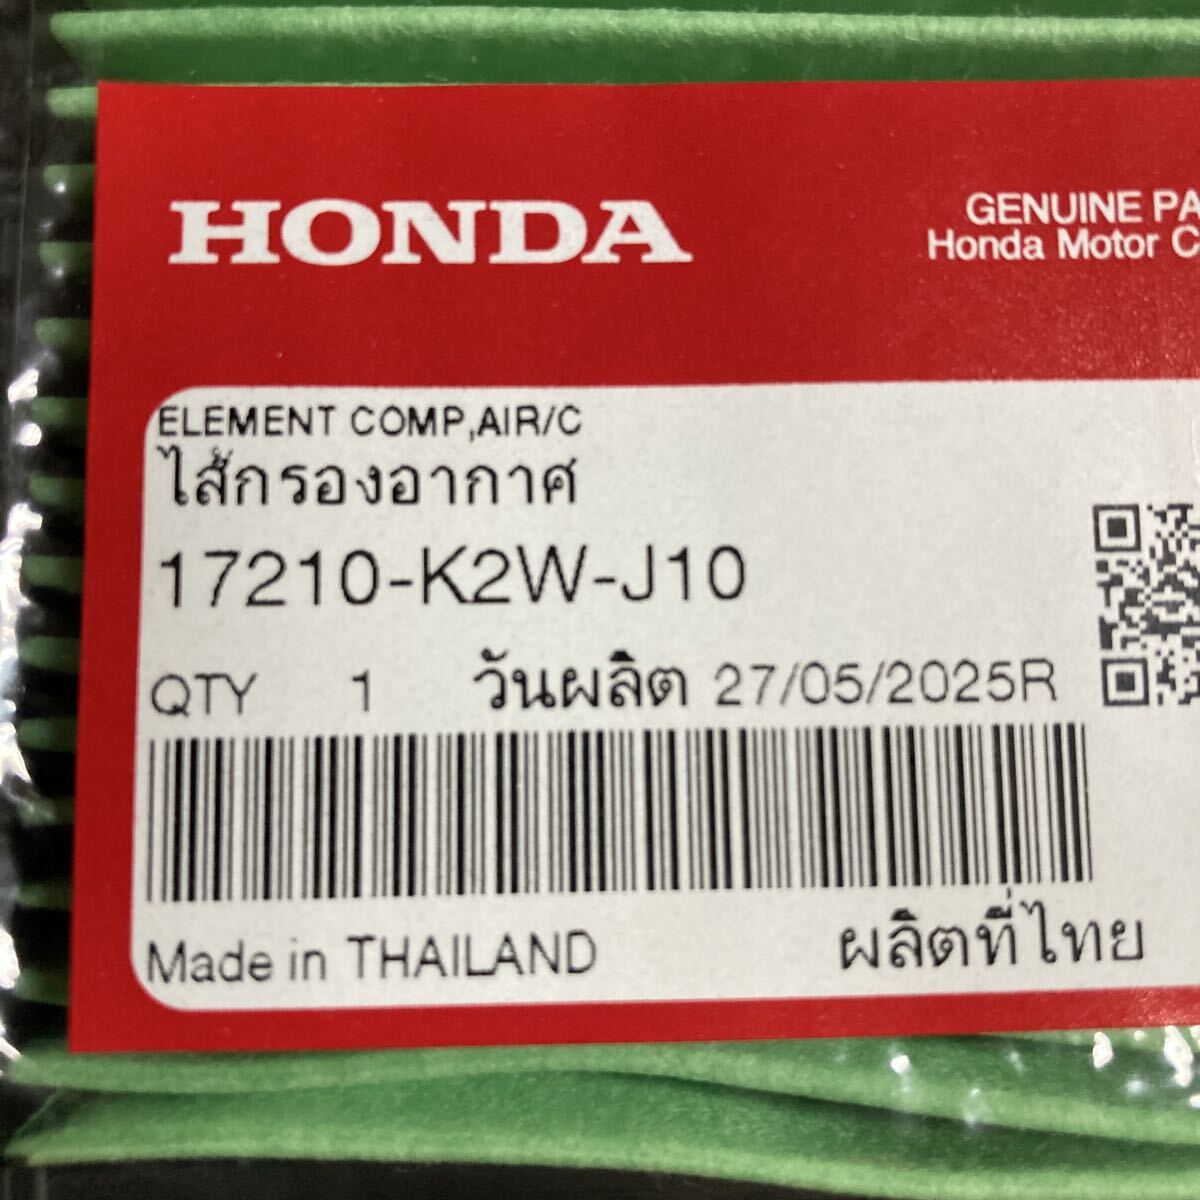 HONDA
GENUINE
Honda Motor
ELEMENT COMP,AIR/C
ไส้กรองอากาศ
17210-K2W-J10
QTY 1 วันผลิต 27/05/2025R
Made in THAILAND ผลิตที่ไทย